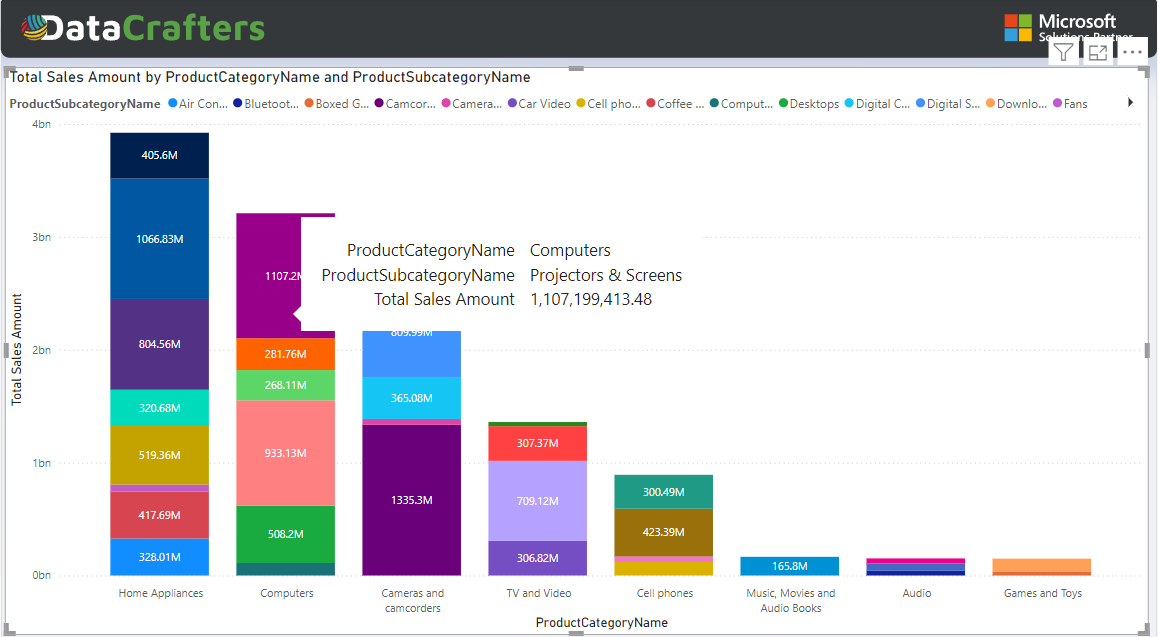 DataCrafters
Microsoft
Solutions Partner
Total Sales Amount by ProductCategoryName and ProductSubcategoryName
ProductSubcategoryName Air Con... Bluetoot... Boxed G... Camcor... Camera... Car Video Cell pho... Coffee ... Comput... Desktops Digital C... Digital S... Downlo... Fans
4bn
3bn
2bn
1bn
0bn
Total Sales Amount
405.6M
1066.83M
804.56M
320.68M
519.36M
417.69M
328.01M
1107.2M
281.76M
268.11M
933.13M
508.2M
ProductCategoryName Computers
ProductSubcategoryName Projectors & Screens
Total Sales Amount 1,107,199,413.48
365.08M
1335.3M
307.37M
709.12M
306.82M
300.49M
423.39M
165.8M
Home Appliances
Computers
Cameras and
camcorders
TV and Video
Cell phones
Music, Movies and
Audio Books
Audio
Games and Toys
ProductCategoryName